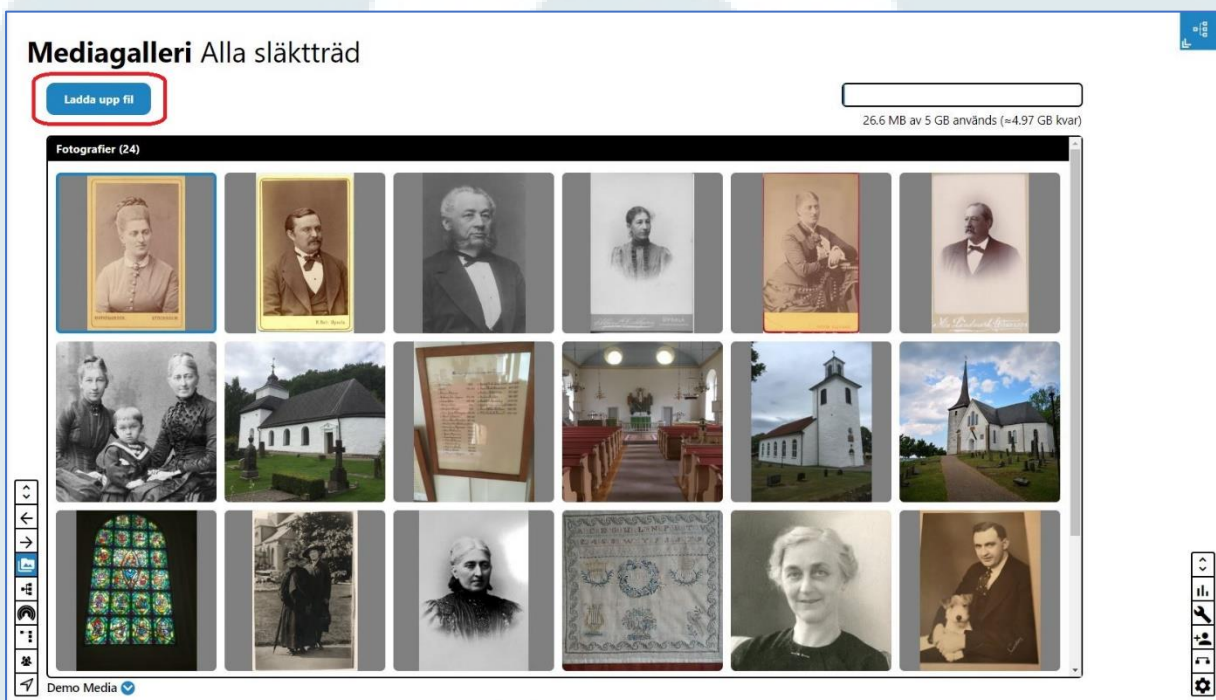 Mediagalleri Alla släktträd
Ladda upp fil
26.6 MB av 5 GB används (≈4.97 GB kvar)
Fotografier (24)
Demo Media